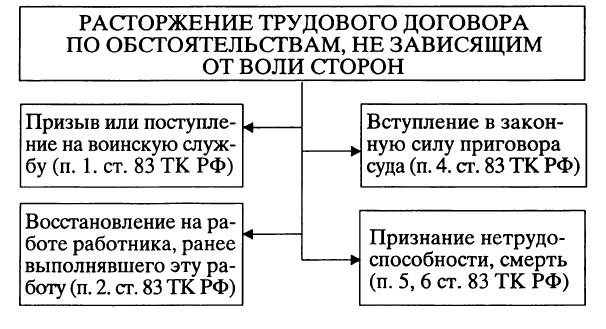 РАСТОРЖЕНИЕ ТРУДОВОГО ДОГОВОРА
ПО ОБСТОЯТЕЛЬСТВАМ, НЕ ЗАВИСЯЩИМ
ОТ ВОЛИ СТОРОН
Призыв или поступле-
ние на воинскую служ-
бу (п. 1. ст. 83 ТК РФ)
Вступление в закон-
ную силу приговора
суда (п. 4. ст. 83 ТК РФ)
Восстановление на ра-
боте работника, ранее
выполнявшего эту ра-
боту (п. 2. ст. 83 ТК РФ)
Признание нетрудо-
способности, смерть
(п. 5, 6 ст. 83 ТК РФ)